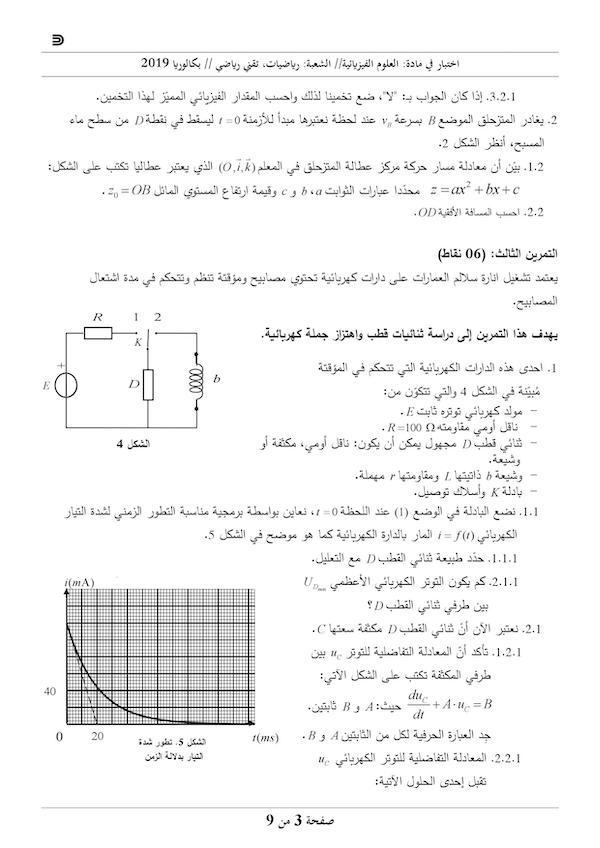 اختبار في مادة: العلوم الفيزيائية// الشعبة: رياضيات، تقني رياضي // بكالوريا 2019
3.2.1. إذا كان الجواب بـ: "لا"، ضع تخمينا لذلك واحسب المقدار الفيزيائي المميّز لهذا التخمين.
2. يغادر المتزحلق الموضع B بسرعة v_B عند لحظة نعتبرها مبدأ للأزمنة t = 0 ليسقط في نقطة D من سطح ماء
المسبح، أنظر الشكل 2.
1.2. بيّن أن معادلة مسار حركة مركز عطالة المتزحلق في المعلم (O, i, k) الذي يعتبر عطاليا تكتب على الشكل:
z = ax² + bx + c محددا عبارات الثوابت a، b و c وقيمة ارتفاع المستوي المائل z₀ = OB .
2.2. احسب المسافة الأفقية OD.
التمرين الثالث: (06 نقاط)
يعتمد تشغيل انارة سلالم العمارات على دارات كهربائية تحتوي مصابيح ومؤقتة تنظم وتتحكم في مدة اشتعال
المصابيح.
يهدف هذا التمرين إلى دراسة ثنائيات قطب واهتزاز جملة كهربائية.
1. احدى هذه الدارات الكهربائية التي تتحكم في المؤقتة
مُبيّنة في الشكل 4 والتي تتكوّن من:
– مولد كهربائي توتره ثابت E.
– ناقل أومي مقاومته R=100 Ω .
– ثنائي قطب D مجهول يمكن أن يكون: ناقل أومي، مكثفة أو
وشيعة.
– وشيعة b ذاتيتها L ومقاومتها r مهملة.
– بادلة K وأسلاك توصيل.
R 1 2
K
+
E D b
الشكل 4
1.1. نضع البادلة في الوضع (1) عند اللحظة t = 0، نعاين بواسطة برمجية مناسبة التطور الزمني لشدة التيار
الكهربائي i = f(t) المار بالدارة الكهربائية كما هو موضح في الشكل 5.
1.1.1. حدّد طبيعة ثنائي القطب D مع التعليل.
2.1.1. كم يكون التوتر الكهربائي الأعظمي U_Dmax
بين طرفي ثنائي القطب D؟
2.1. نعتبر الآن أنّ ثنائي القطب D مكثفة سعتها C.
1.2.1. تأكد أنّ المعادلة التفاضلية للتوتر u_C بين
طرفي المكثفة تكتب على الشكل الآتي:
du_C/dt + A·u_C = B حيث: A و B ثابتين.
جد العبارة الحرفية لكل من الثابتين A و B .
2.2.1. المعادلة التفاضلية للتوتر الكهربائي u_C
تقبل إحدى الحلول الآتية:
i(mA)
40
0 20 t(ms)
الشكل 5. تطور شدة
التيار بدلالة الزمن
صفحة 3 من 9